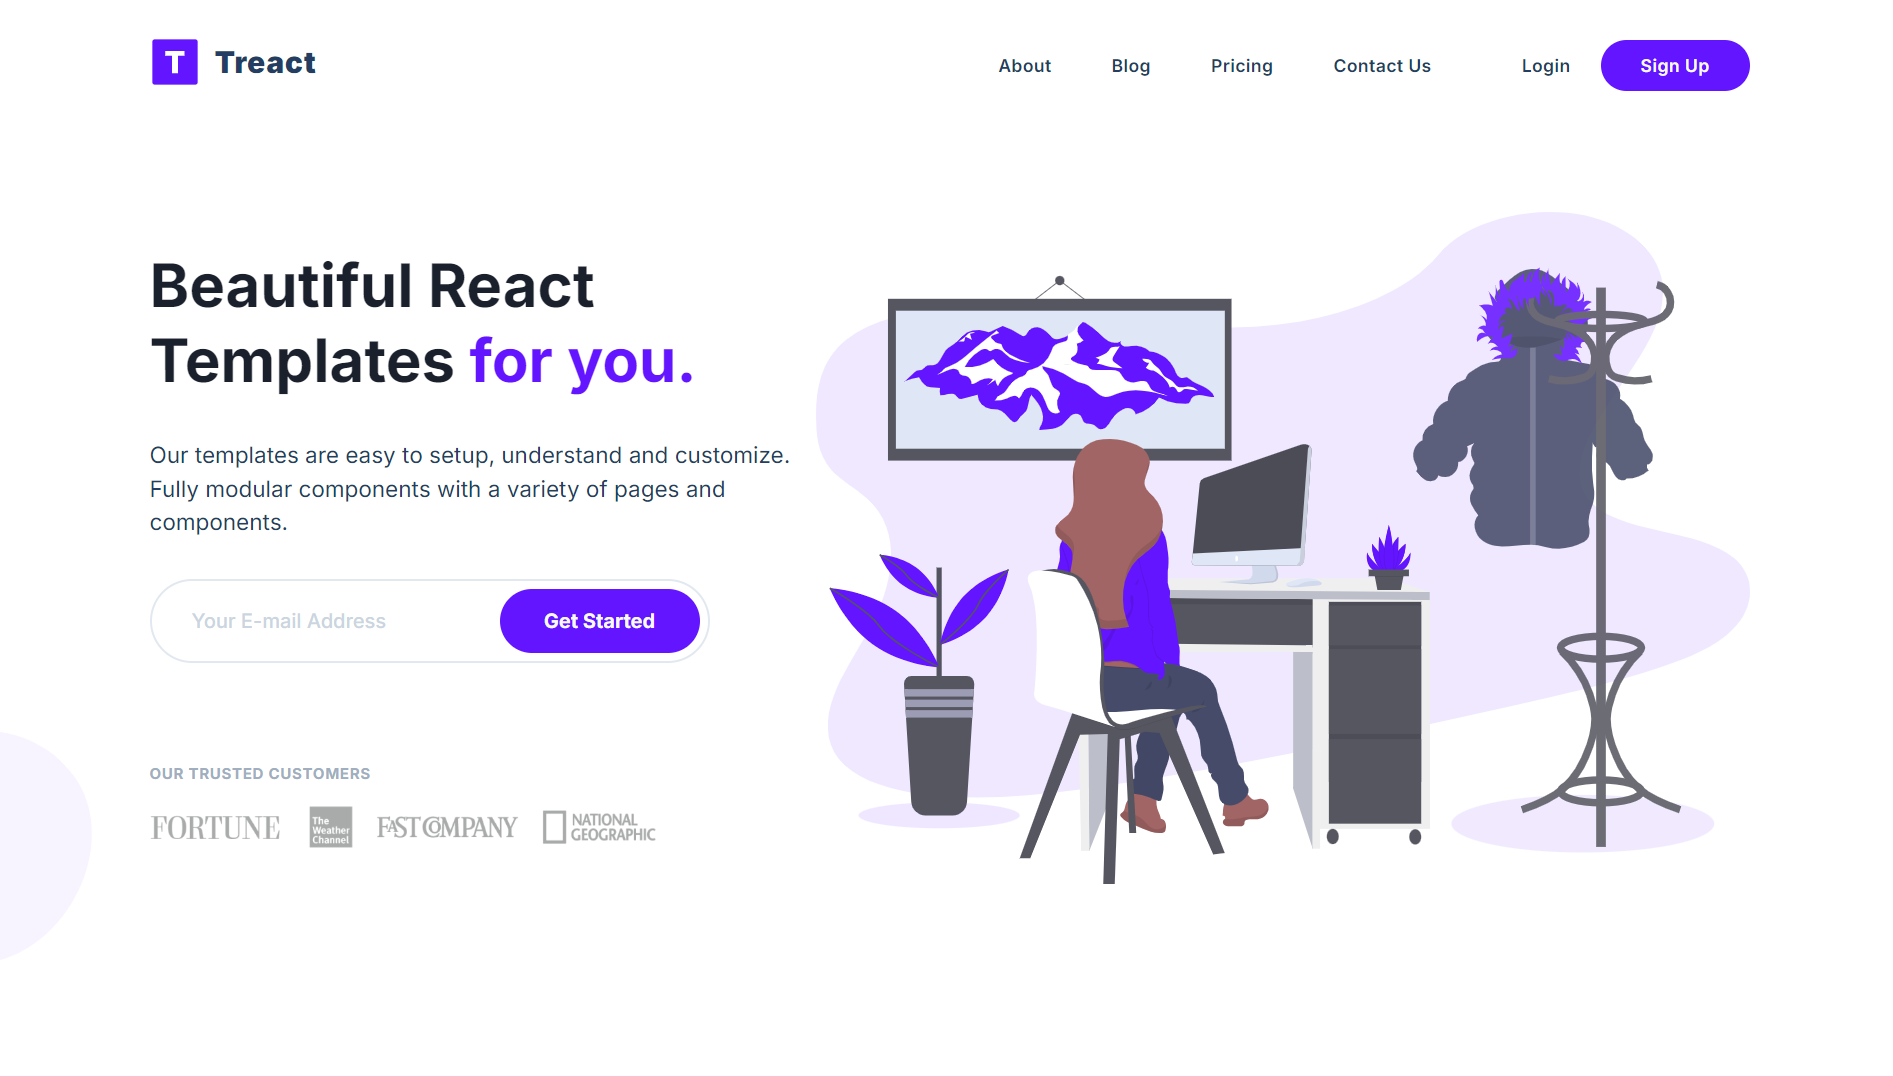 T Treact
About Blog Pricing Contact Us Login Sign Up
Beautiful React
Templates for you.
Our templates are easy to setup, understand and customize.
Fully modular components with a variety of pages and
components.
Your E-mail Address Get Started
OUR TRUSTED CUSTOMERS
FORTUNE
The
Weather
Channel
FAST COMPANY
NATIONAL
GEOGRAPHIC